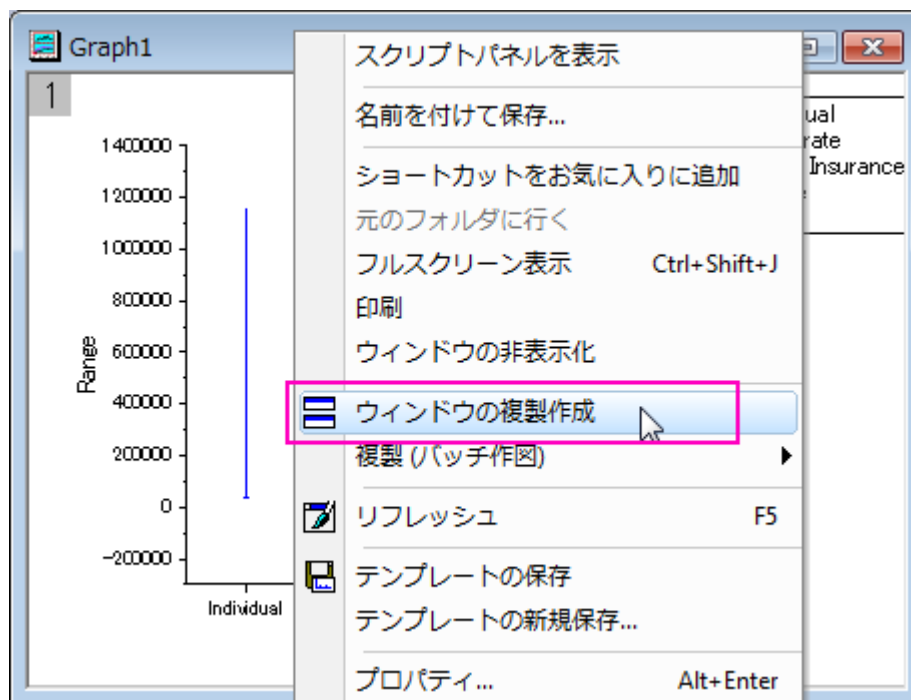 Graph1
1
1400000
1200000
1000000
800000
600000
400000
200000
0
-200000
Range
Individual
ual
rate
Insurance
スクリプトパネルを表示
名前を付けて保存...
ショートカットをお気に入りに追加
元のフォルダに行く
フルスクリーン表示 Ctrl+Shift+J
印刷
ウィンドウの非表示化
ウィンドウの複製作成
複製 (バッチ作図)
リフレッシュ F5
テンプレートの保存
テンプレートの新規保存...
プロパティ... Alt+Enter